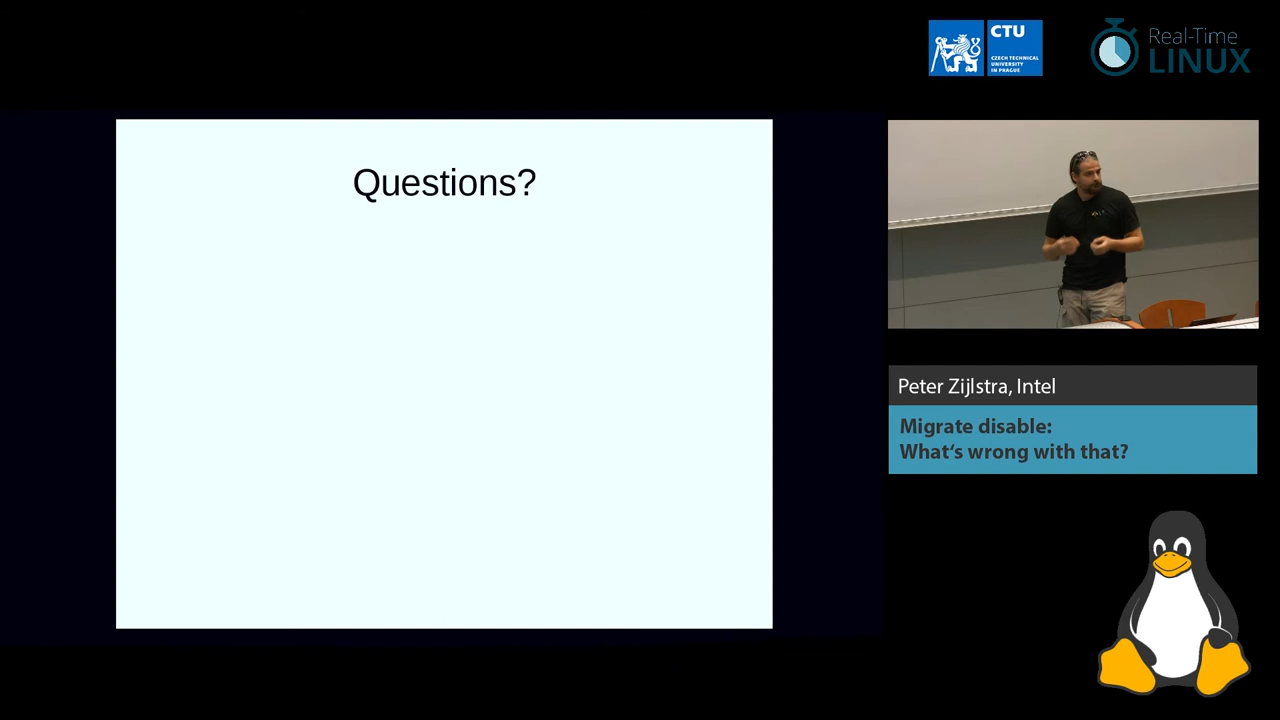 CTU
CZECH TECHNICAL
UNIVERSITY
IN PRAGUE
Real-Time
LINUX
Questions?
Peter Zijlstra, Intel
Migrate disable:
What's wrong with that?